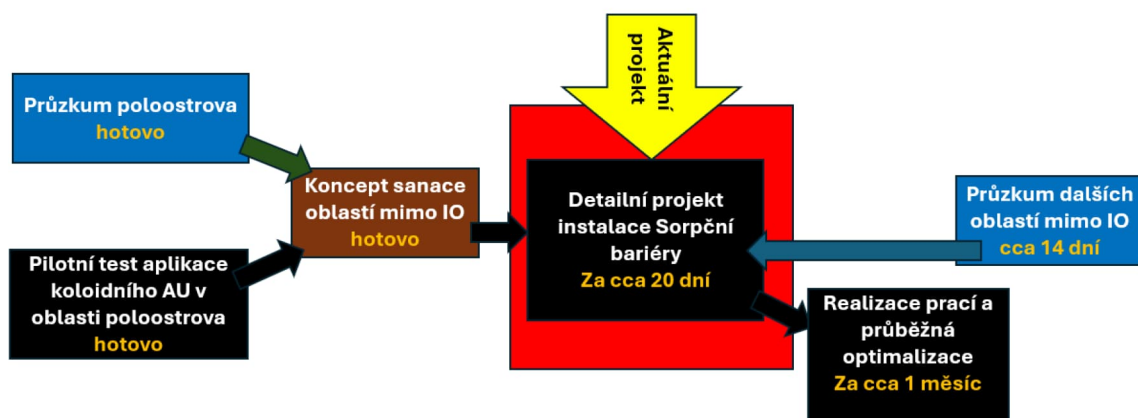 Aktuální
projekt
Průzkum poloostrova
hotovo
Koncept sanace
oblastí mimo IO
hotovo
Pilotní test aplikace
koloidního AU v
oblasti poloostrova
hotovo
Detailní projekt
instalace Sorpční
bariéry
Za cca 20 dní
Průzkum dalších
oblastí mimo IO
cca 14 dní
Realizace prací a
průběžná
optimalizace
Za cca 1 měsíc